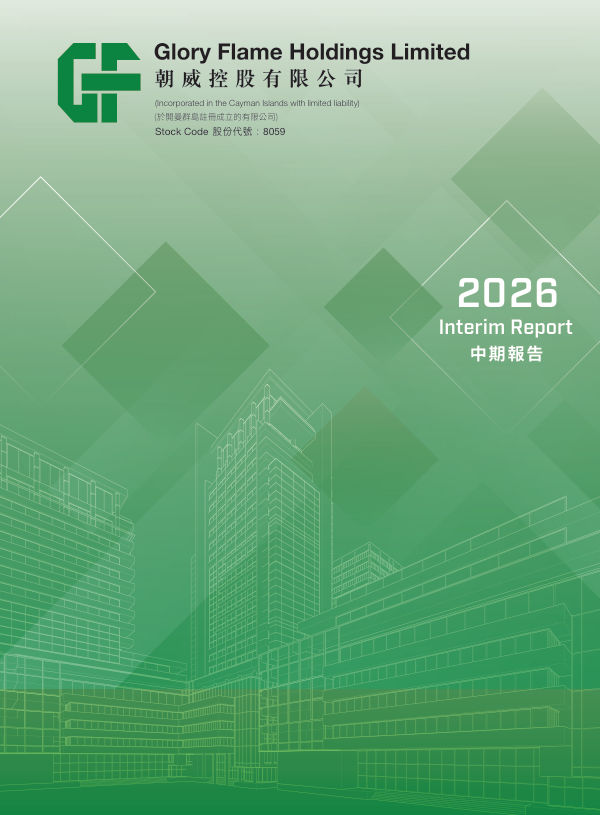 GF
Glory Flame Holdings Limited
朝威控股有限公司
(Incorporated in the Cayman Islands with limited liability)
(於開曼群島註冊成立的有限公司)
Stock Code 股份代號：8059
2026
Interim Report
中期報告